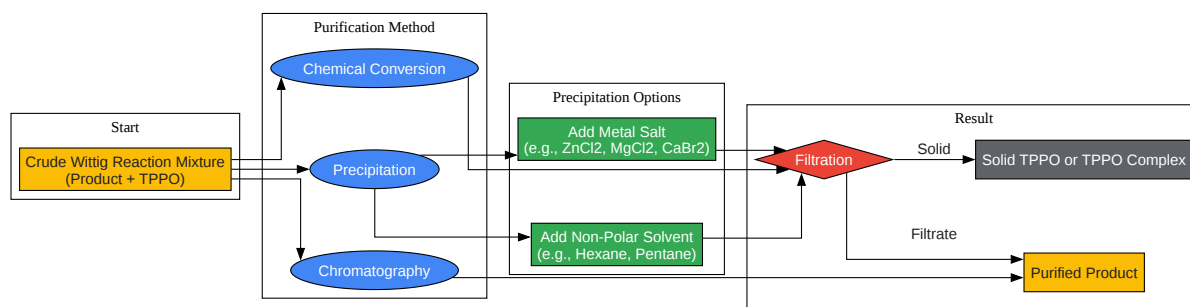 Purification Method
Chemical Conversion
Precipitation Options
Result
Start
Add Metal Salt
(e.g., ZnCl2, MgCl2, CaBr2)
Crude Wittig Reaction Mixture
(Product + TPPO)
Precipitation
Filtration
Solid
Solid TPPO or TPPO Complex
Add Non-Polar Solvent
(e.g., Hexane, Pentane)
Filtrate
Chromatography
Purified Product